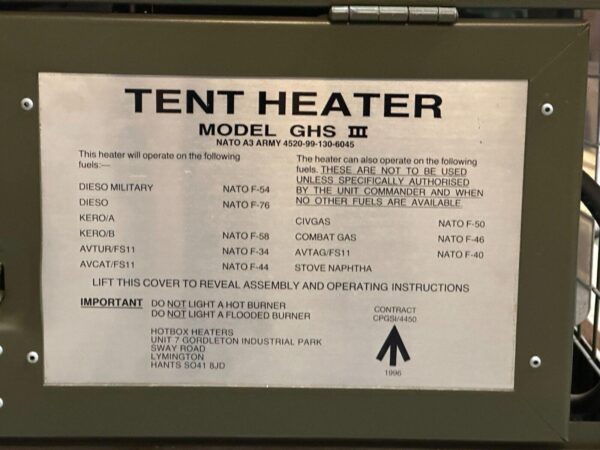 TENT HEATER
MODEL GHS III
NATO A3 ARMY 4520-99-130-6045
This heater will operate on the following
fuels:—
DIESO MILITARY NATO F-54
DIESO NATO F-76
KERO/A
KERO/B NATO F-58
AVTUR/FS11 NATO F-34
AVCAT/FS11 NATO F-44
The heater can also operate on the following
fuels. THESE ARE NOT TO BE USED
UNLESS SPECIFICALLY AUTHORISED
BY THE UNIT COMMANDER AND WHEN
NO OTHER FUELS ARE AVAILABLE.
CIVGAS NATO F-50
COMBAT GAS NATO F-46
AVTAG/FS11 NATO F-40
STOVE NAPHTHA
LIFT THIS COVER TO REVEAL ASSEMBLY AND OPERATING INSTRUCTIONS
IMPORTANT DO NOT LIGHT A HOT BURNER
DO NOT LIGHT A FLOODED BURNER
HOTBOX HEATERS
UNIT 7 GORDLETON INDUSTRIAL PARK
SWAY ROAD
LYMINGTON
HANTS SO41 8JD
CONTRACT
CPGSI/4450
1996